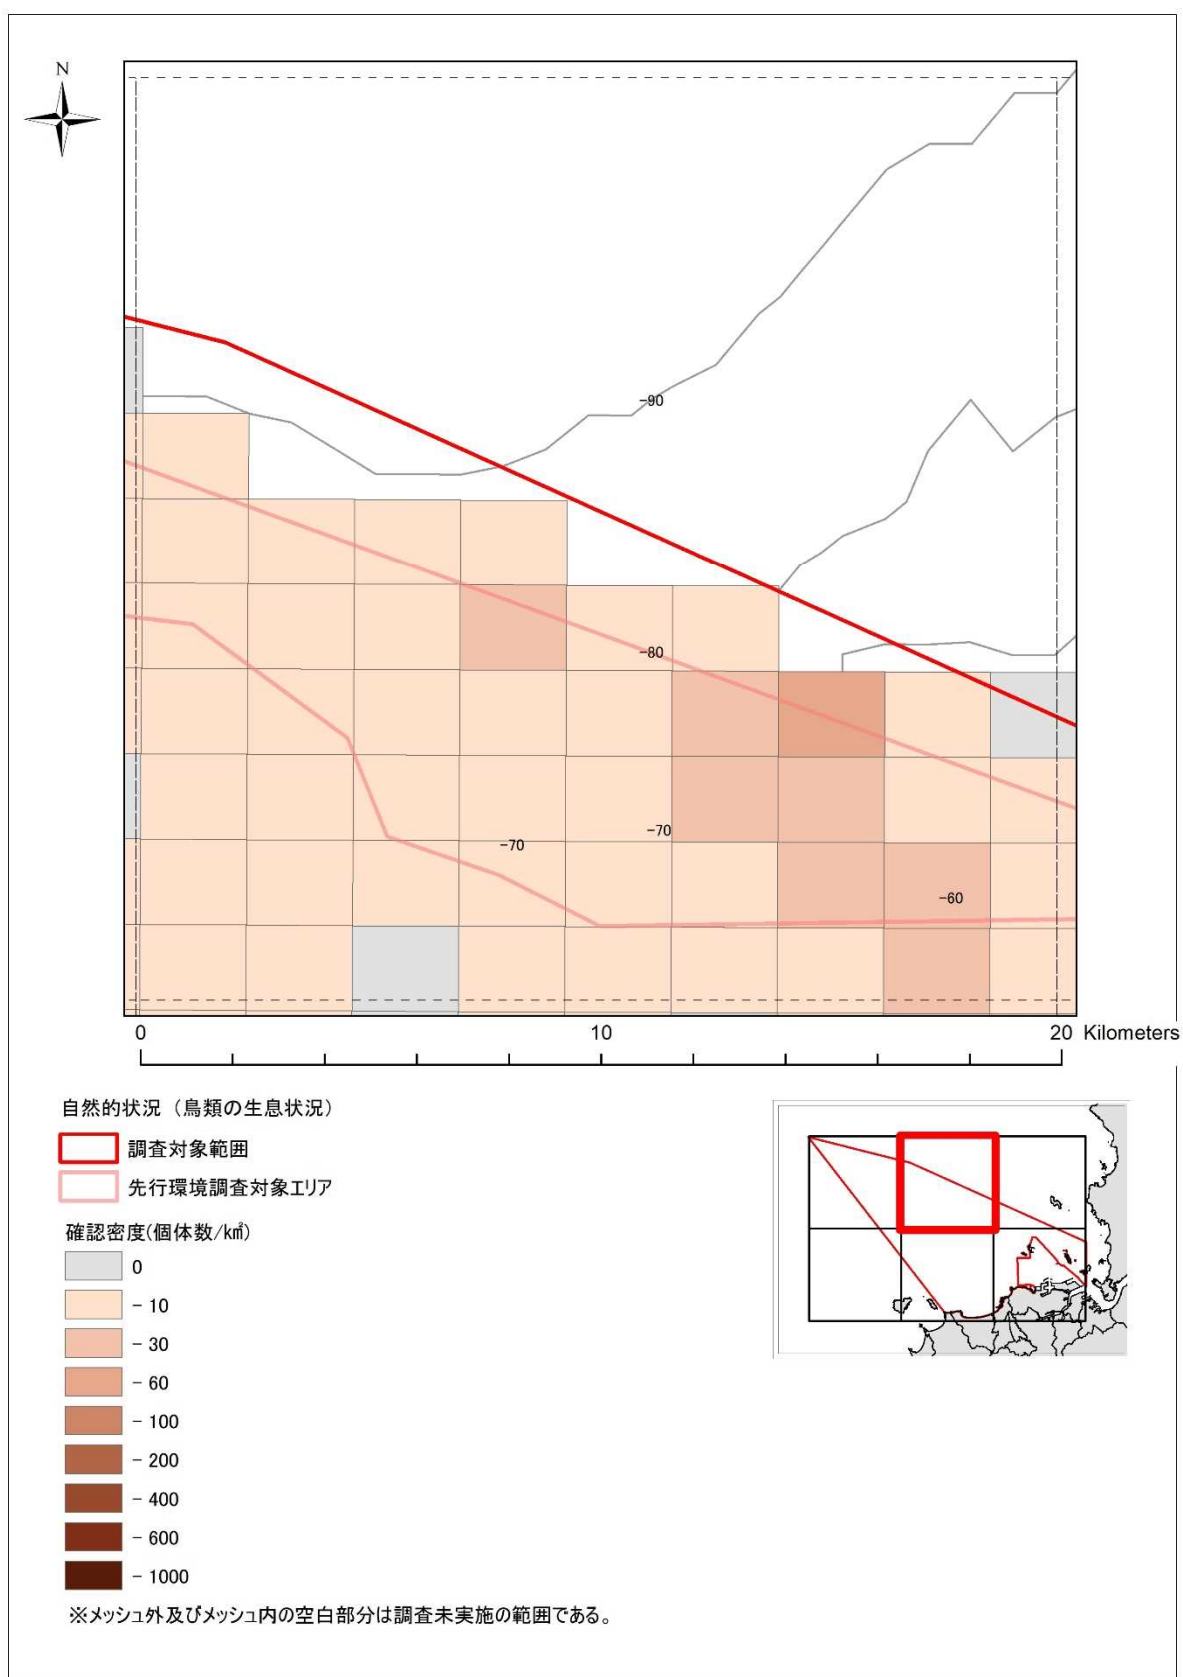 N
-90
-80
-70
-70
-60
0 10 20 Kilometers
自然的状況（鳥類の生息状況）
調査対象範囲
先行環境調査対象エリア
確認密度(個体数/k㎡)
0
- 10
- 30
- 60
- 100
- 200
- 400
- 600
- 1000
※メッシュ外及びメッシュ内の空白部分は調査未実施の範囲である。